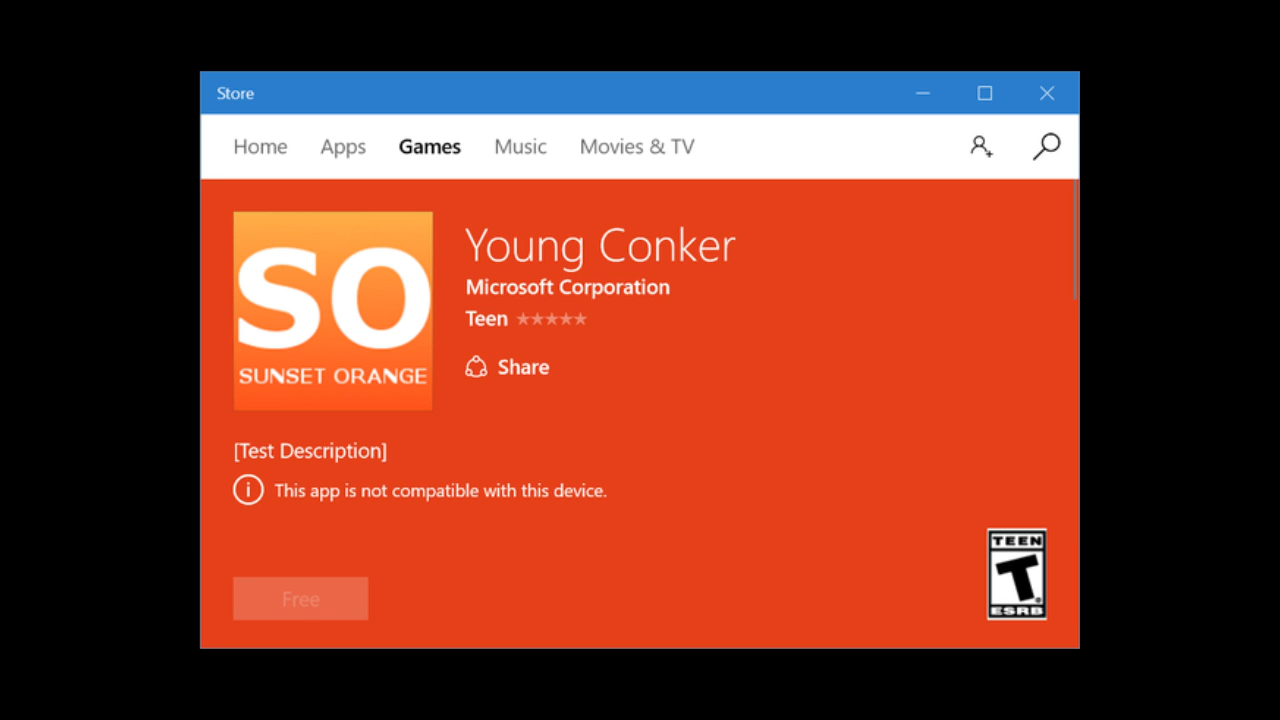 Store
Home Apps Games Music Movies & TV
SO
SUNSET ORANGE
Young Conker
Microsoft Corporation
Teen
Share
[Test Description]
This app is not compatible with this device.
Free
TEEN
T
ESRB